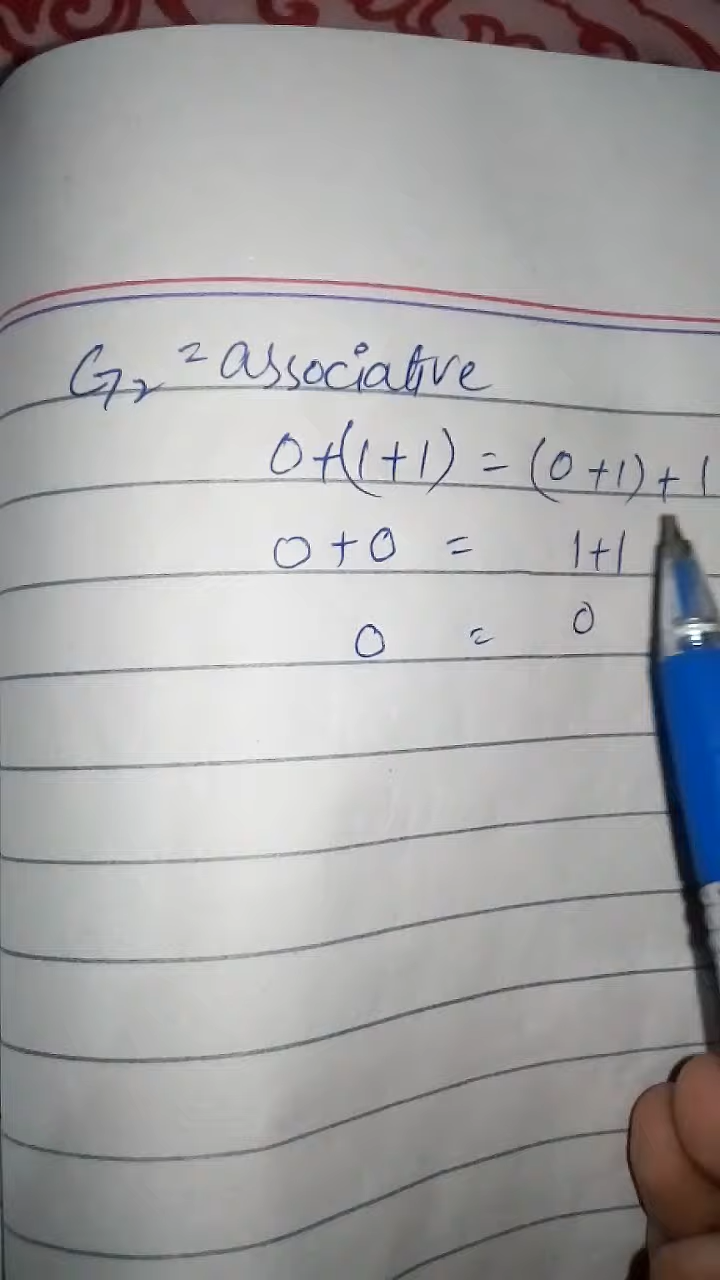 G₂ = associative
0+(1+1) = (0+1)+1
0+0 = 1+1
0 = 0